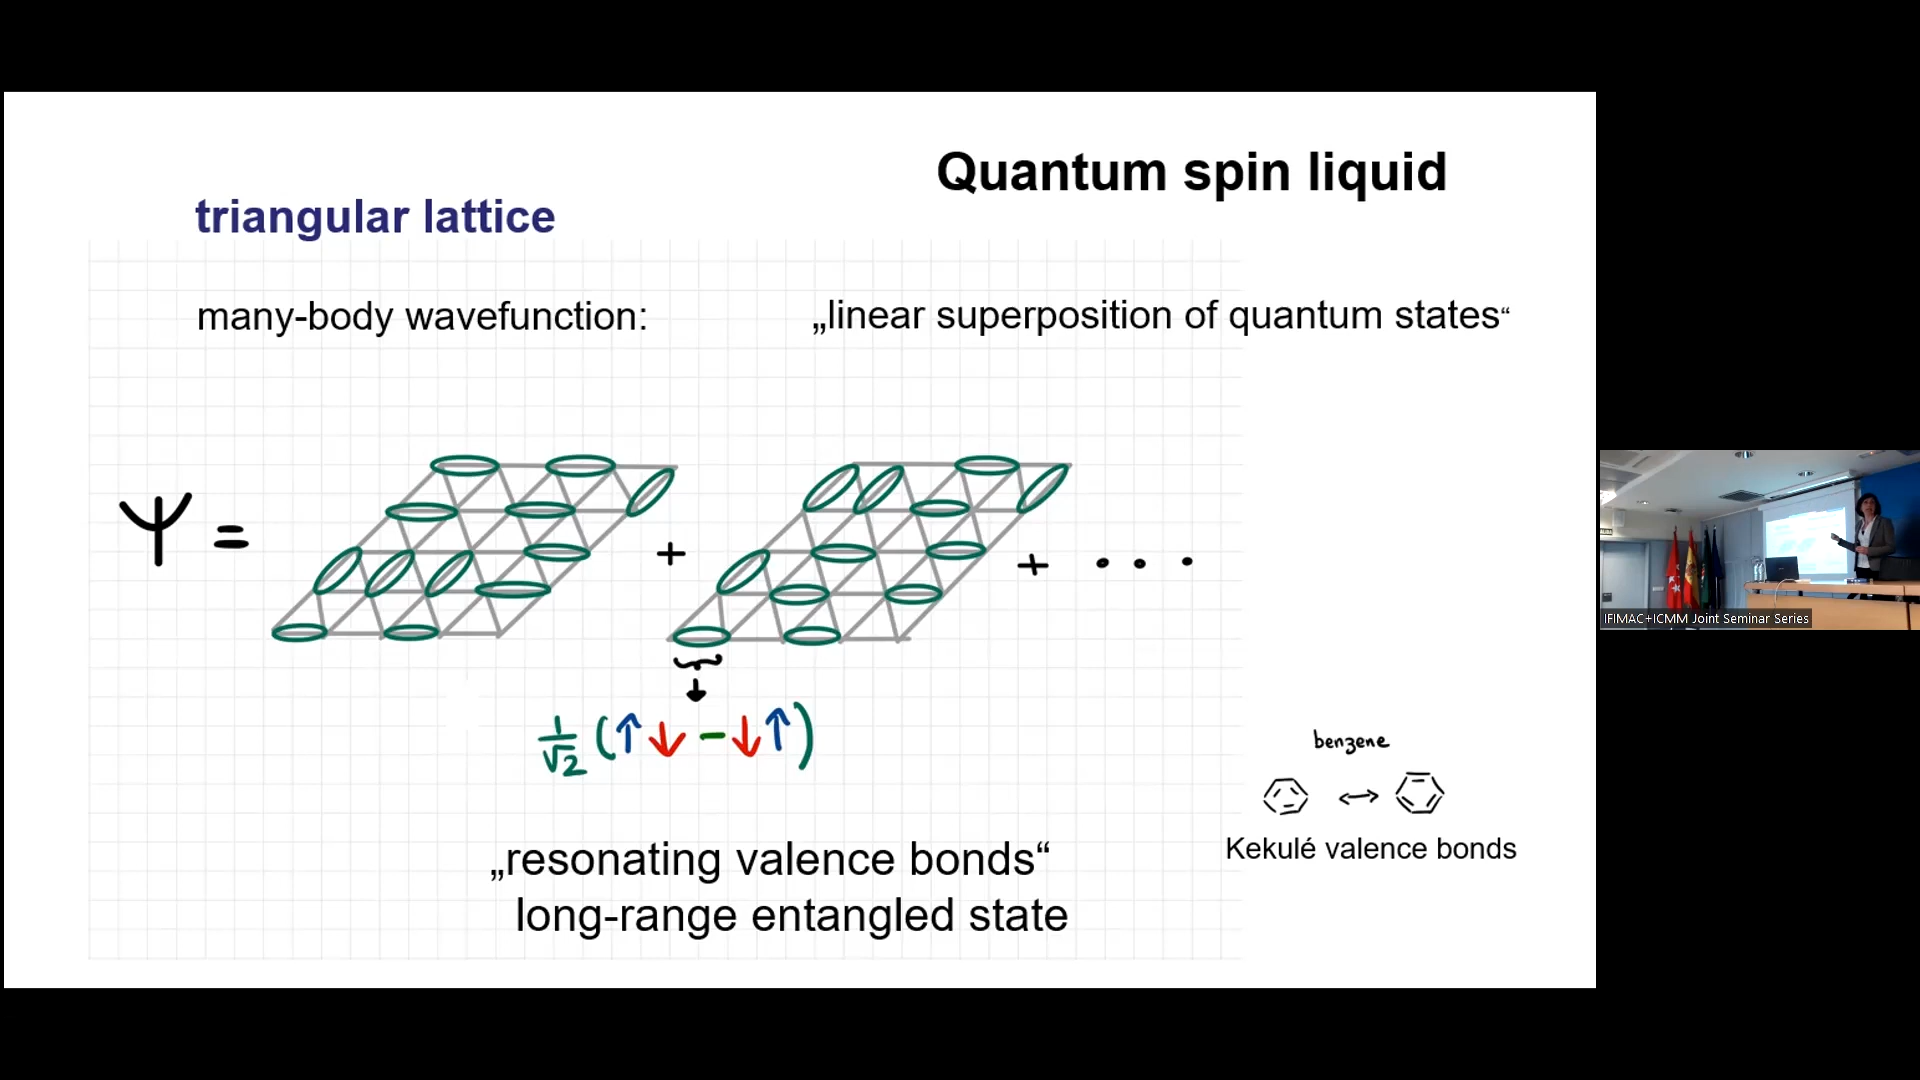 Quantum spin liquid
triangular lattice
many-body wavefunction:
„linear superposition of quantum states“
Ψ =
+
+ • • •
1/√2 (↑↓ − ↓↑)
„resonating valence bonds“
long-range entangled state
benzene
↔
Kekulé valence bonds
IFIMAC+ICMM Joint Seminar Series